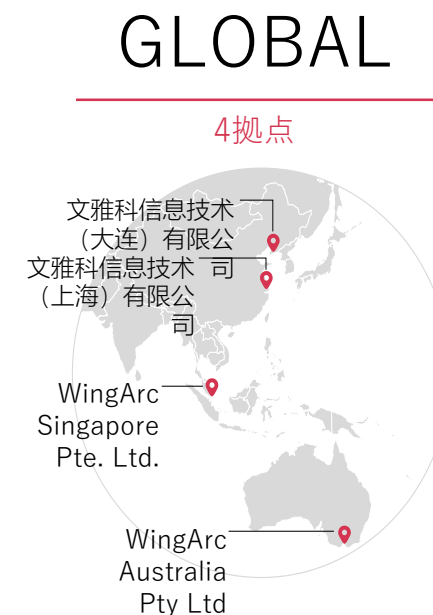 GLOBAL
4拠点
文雅科信息技术
（大连）有限公
司
文雅科信息技术
（上海）有限公
司
WingArc
Singapore
Pte. Ltd.
WingArc
Australia
Pty Ltd